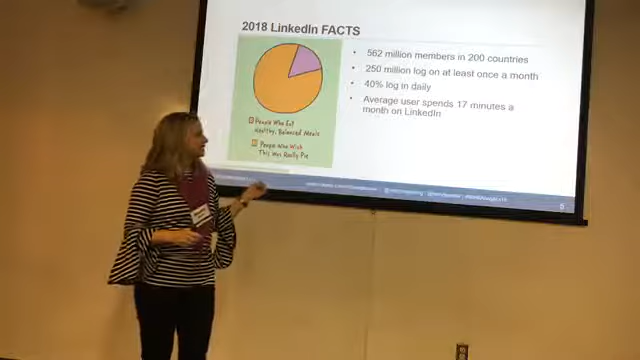 2018 LinkedIn FACTS
562 million members in 200 countries
250 million log on at least once a month
40% log in daily
Average user spends 17 minutes a
month on LinkedIn
People Who Eat
Healthy, Balanced Meals
People Who Wish
This Was Really Pie
5